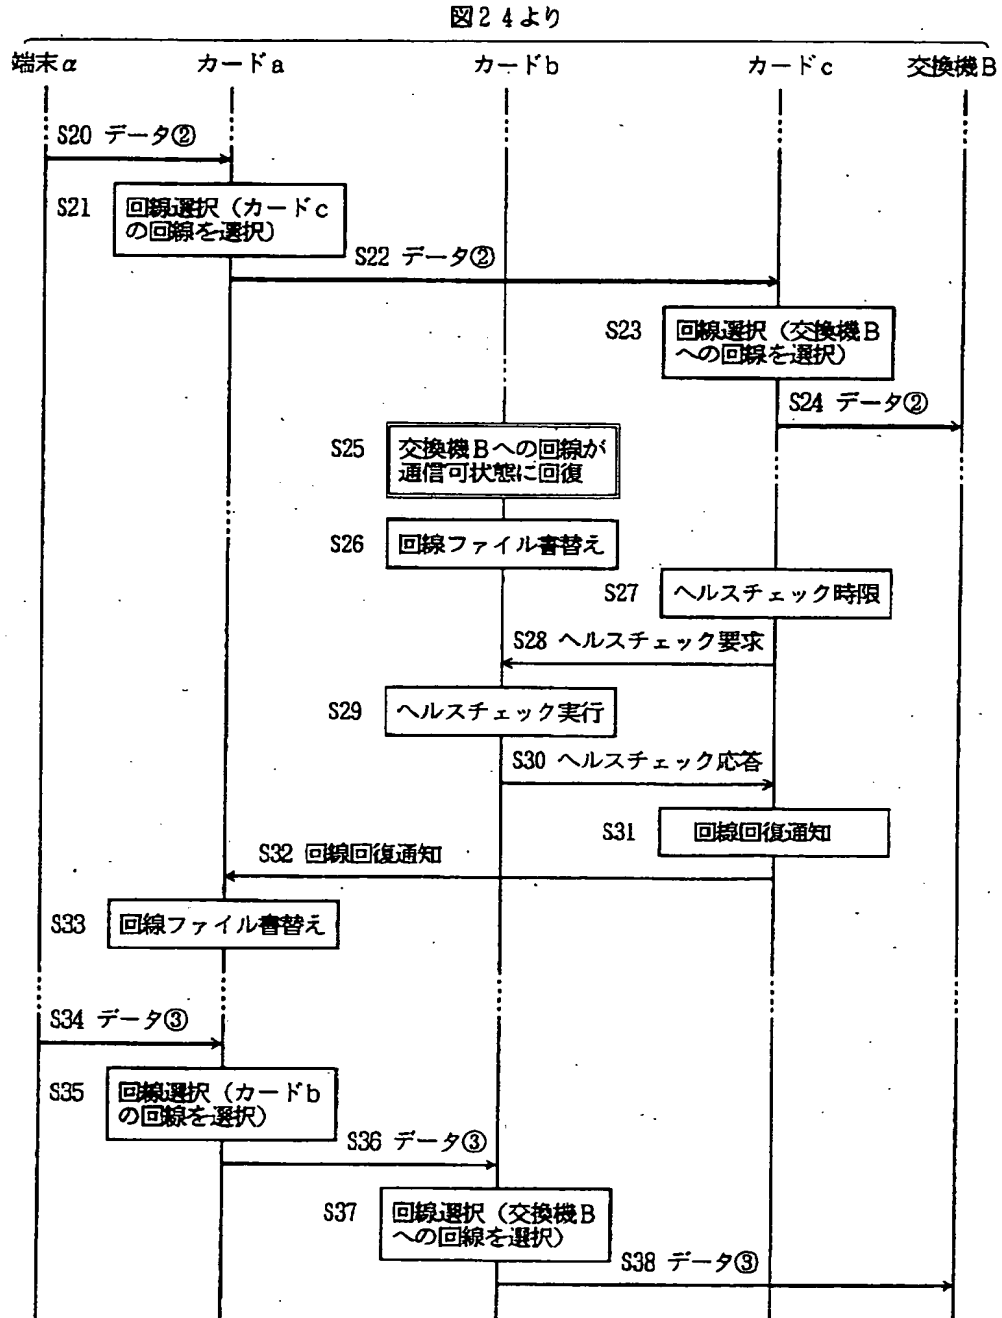 図24より
端末α
カードa
カードb
カードc
交換機B
S20 データ②
S21
回線選択(カードc
の回線を選択)
S22 データ②
S23
回線選択(交換機B
への回線を選択)
S24 データ②
S25
交換機Bへの回線が
通信可状態に回復
S26
回線ファイル書替え
S27
ヘルスチェック時限
S28 ヘルスチェック要求
S29
ヘルスチェック実行
S30 ヘルスチェック応答
S31
回線回復通知
S32 回線回復通知
S33
回線ファイル書替え
S34 データ③
S35
回線選択(カードb
の回線を選択)
S36 データ③
S37
回線選択(交換機B
への回線を選択)
S38 データ③